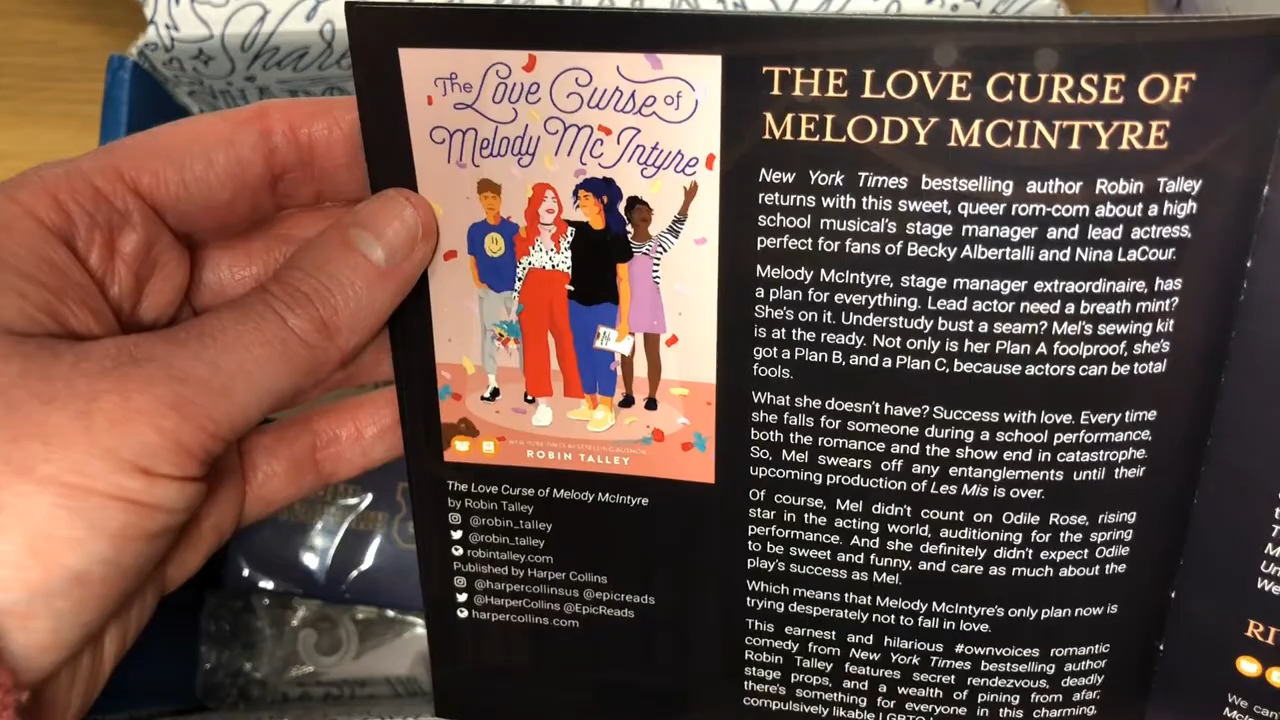 Share
The Love Curse of
Melody McIntyre
NEW YORK TIMES BESTSELLING AUTHOR
ROBIN TALLEY
The Love Curse of Melody McIntyre
by Robin Talley
@robin_talley
@robin_talley
robintalley.com
Published by Harper Collins
@harpercollinsus @epicreads
@HarperCollins @EpicReads
harpercollins.com
THE LOVE CURSE OF
MELODY MCINTYRE
New York Times bestselling author Robin Talley
returns with this sweet, queer rom-com about a high
school musical's stage manager and lead actress,
perfect for fans of Becky Albertalli and Nina LaCour.
Melody McIntyre, stage manager extraordinaire, has
a plan for everything. Lead actor need a breath mint?
She's on it. Understudy bust a seam? Mel's sewing kit
is at the ready. Not only is her Plan A foolproof, she's
got a Plan B, and a Plan C, because actors can be total
fools.
What she doesn't have? Success with love. Every time
she falls for someone during a school performance,
both the romance and the show end in catastrophe.
So, Mel swears off any entanglements until their
upcoming production of Les Mis is over.
Of course, Mel didn't count on Odile Rose, rising
star in the acting world, auditioning for the spring
performance. And she definitely didn't expect Odile
to be sweet and funny, and care as much about the
play's success as Mel.
Which means that Melody McIntyre's only plan now is
trying desperately not to fall in love.
This earnest and hilarious #ownvoices romantic
comedy from New York Times bestselling author
Robin Talley features secret rendezvous, deadly
stage props, and a wealth of pining from afar;
there's something for everyone in this charming,
compulsively likable
We can